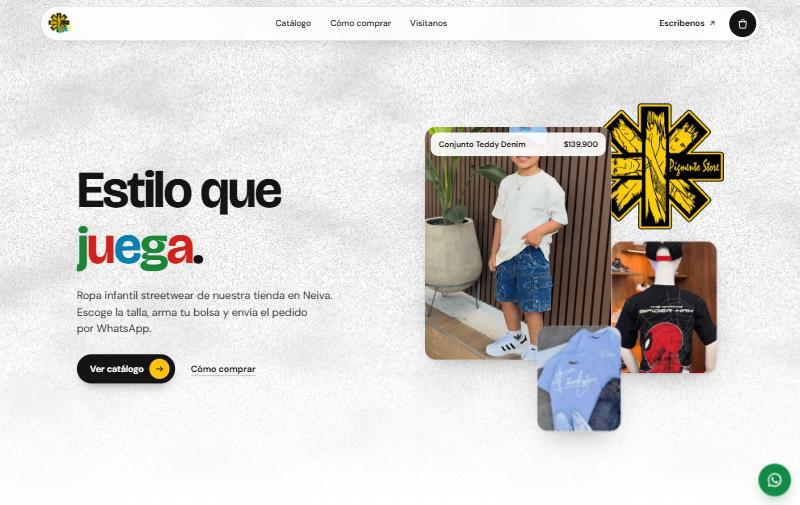 Catálogo
Cómo comprar
Visítanos
Escríbenos
Conjunto Teddy Denim
$139.900
Pigmento Store
Estilo que
juega.
Ropa infantil streetwear de nuestra tienda en Neiva.
Escoge la talla, arma tu bolsa y envía el pedido
por WhatsApp.
Ver catálogo
Cómo comprar
SPIDER-MAN